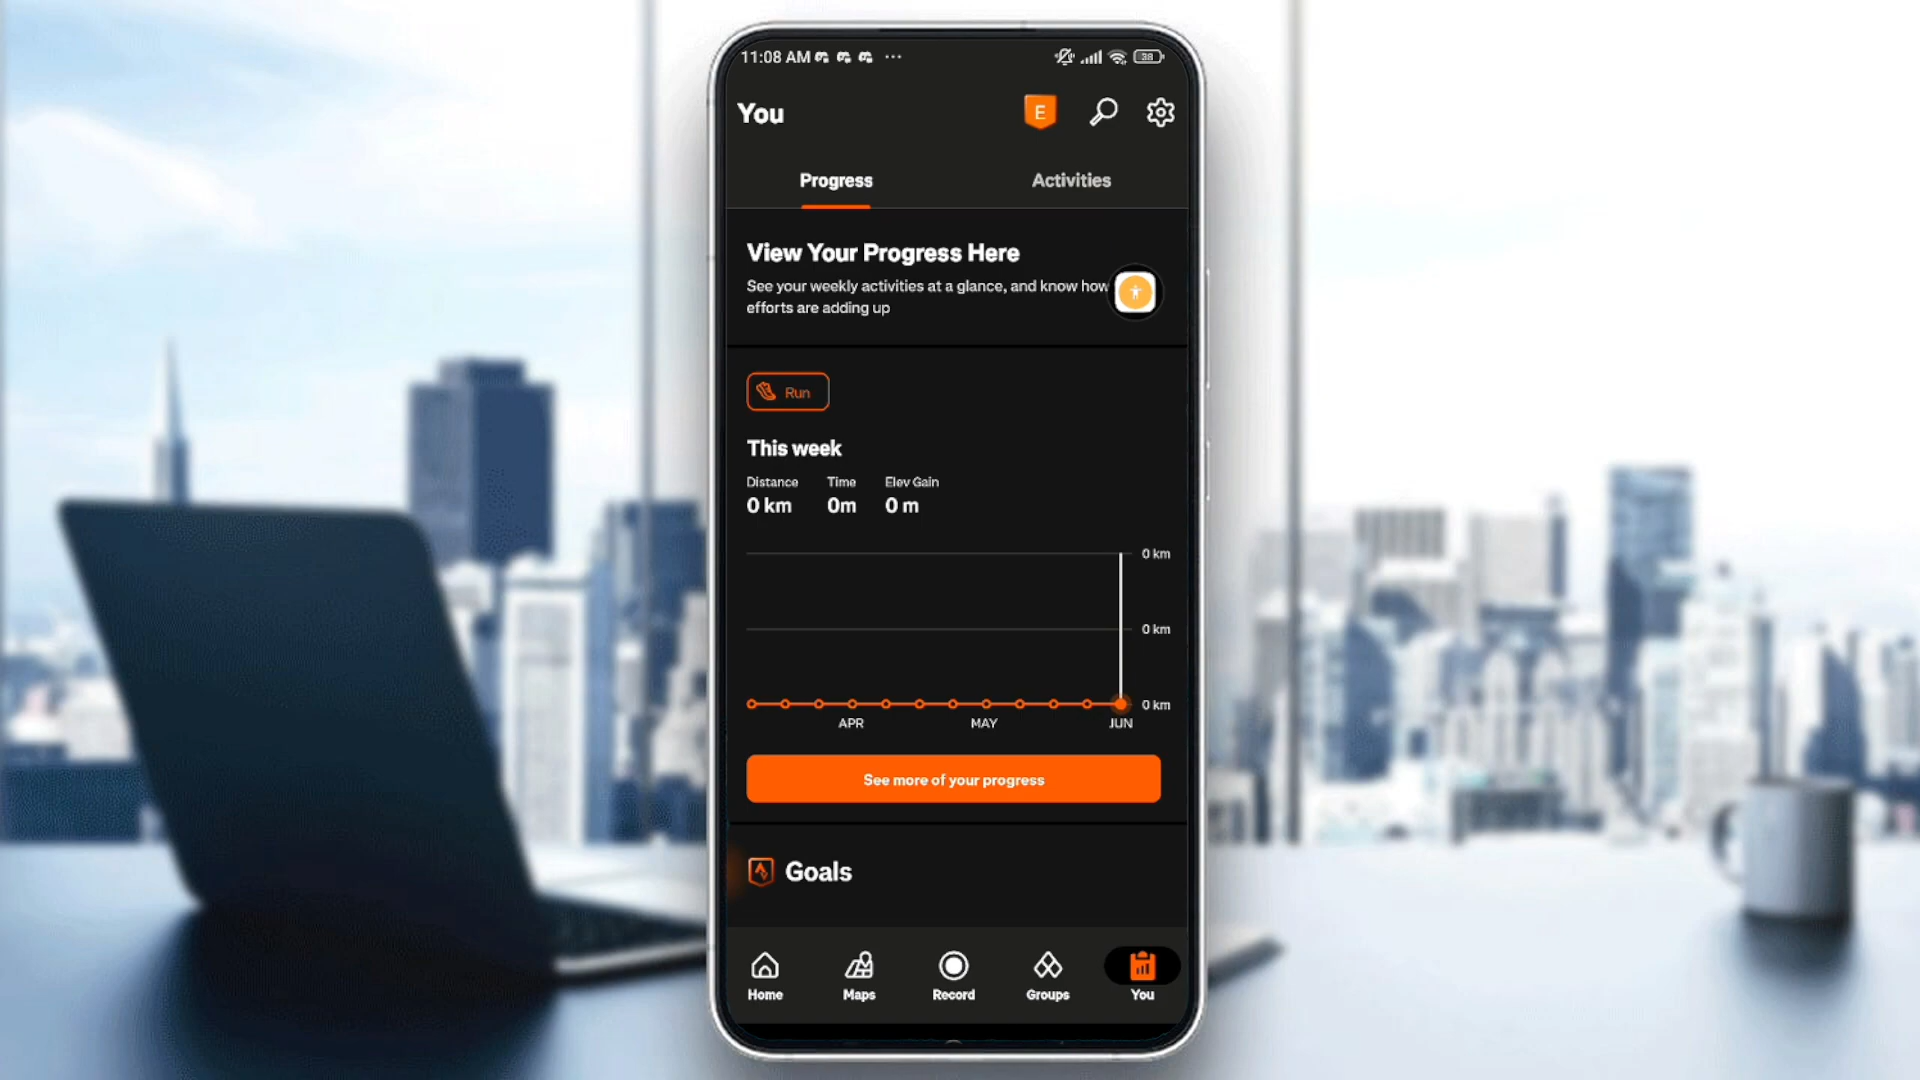 11:08 AM ··· 38
You E
Progress Activities
View Your Progress Here
See your weekly activities at a glance, and know how
efforts are adding up
Run
This week
Distance Time Elev Gain
0 km 0m 0 m
0 km
0 km
0 km
APR MAY JUN
See more of your progress
Goals
Home Maps Record Groups You